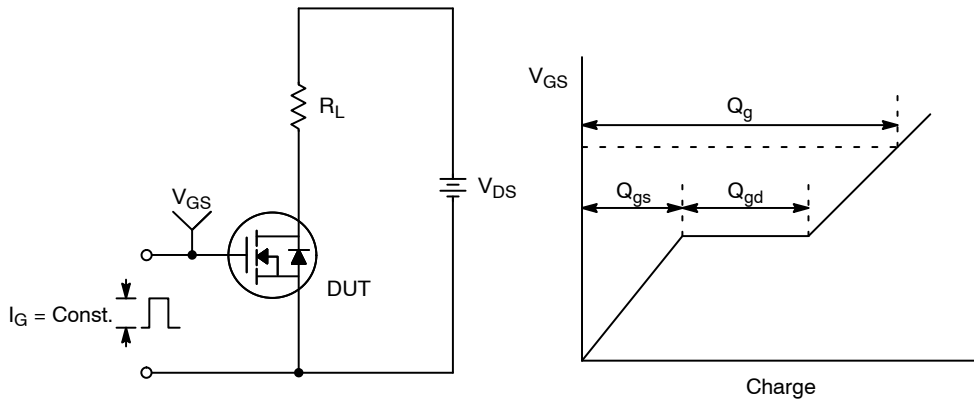 R_L
V_GS
V_DS
DUT
I_G = Const.
V_GS
Q_g
Q_gs
Q_gd
Charge